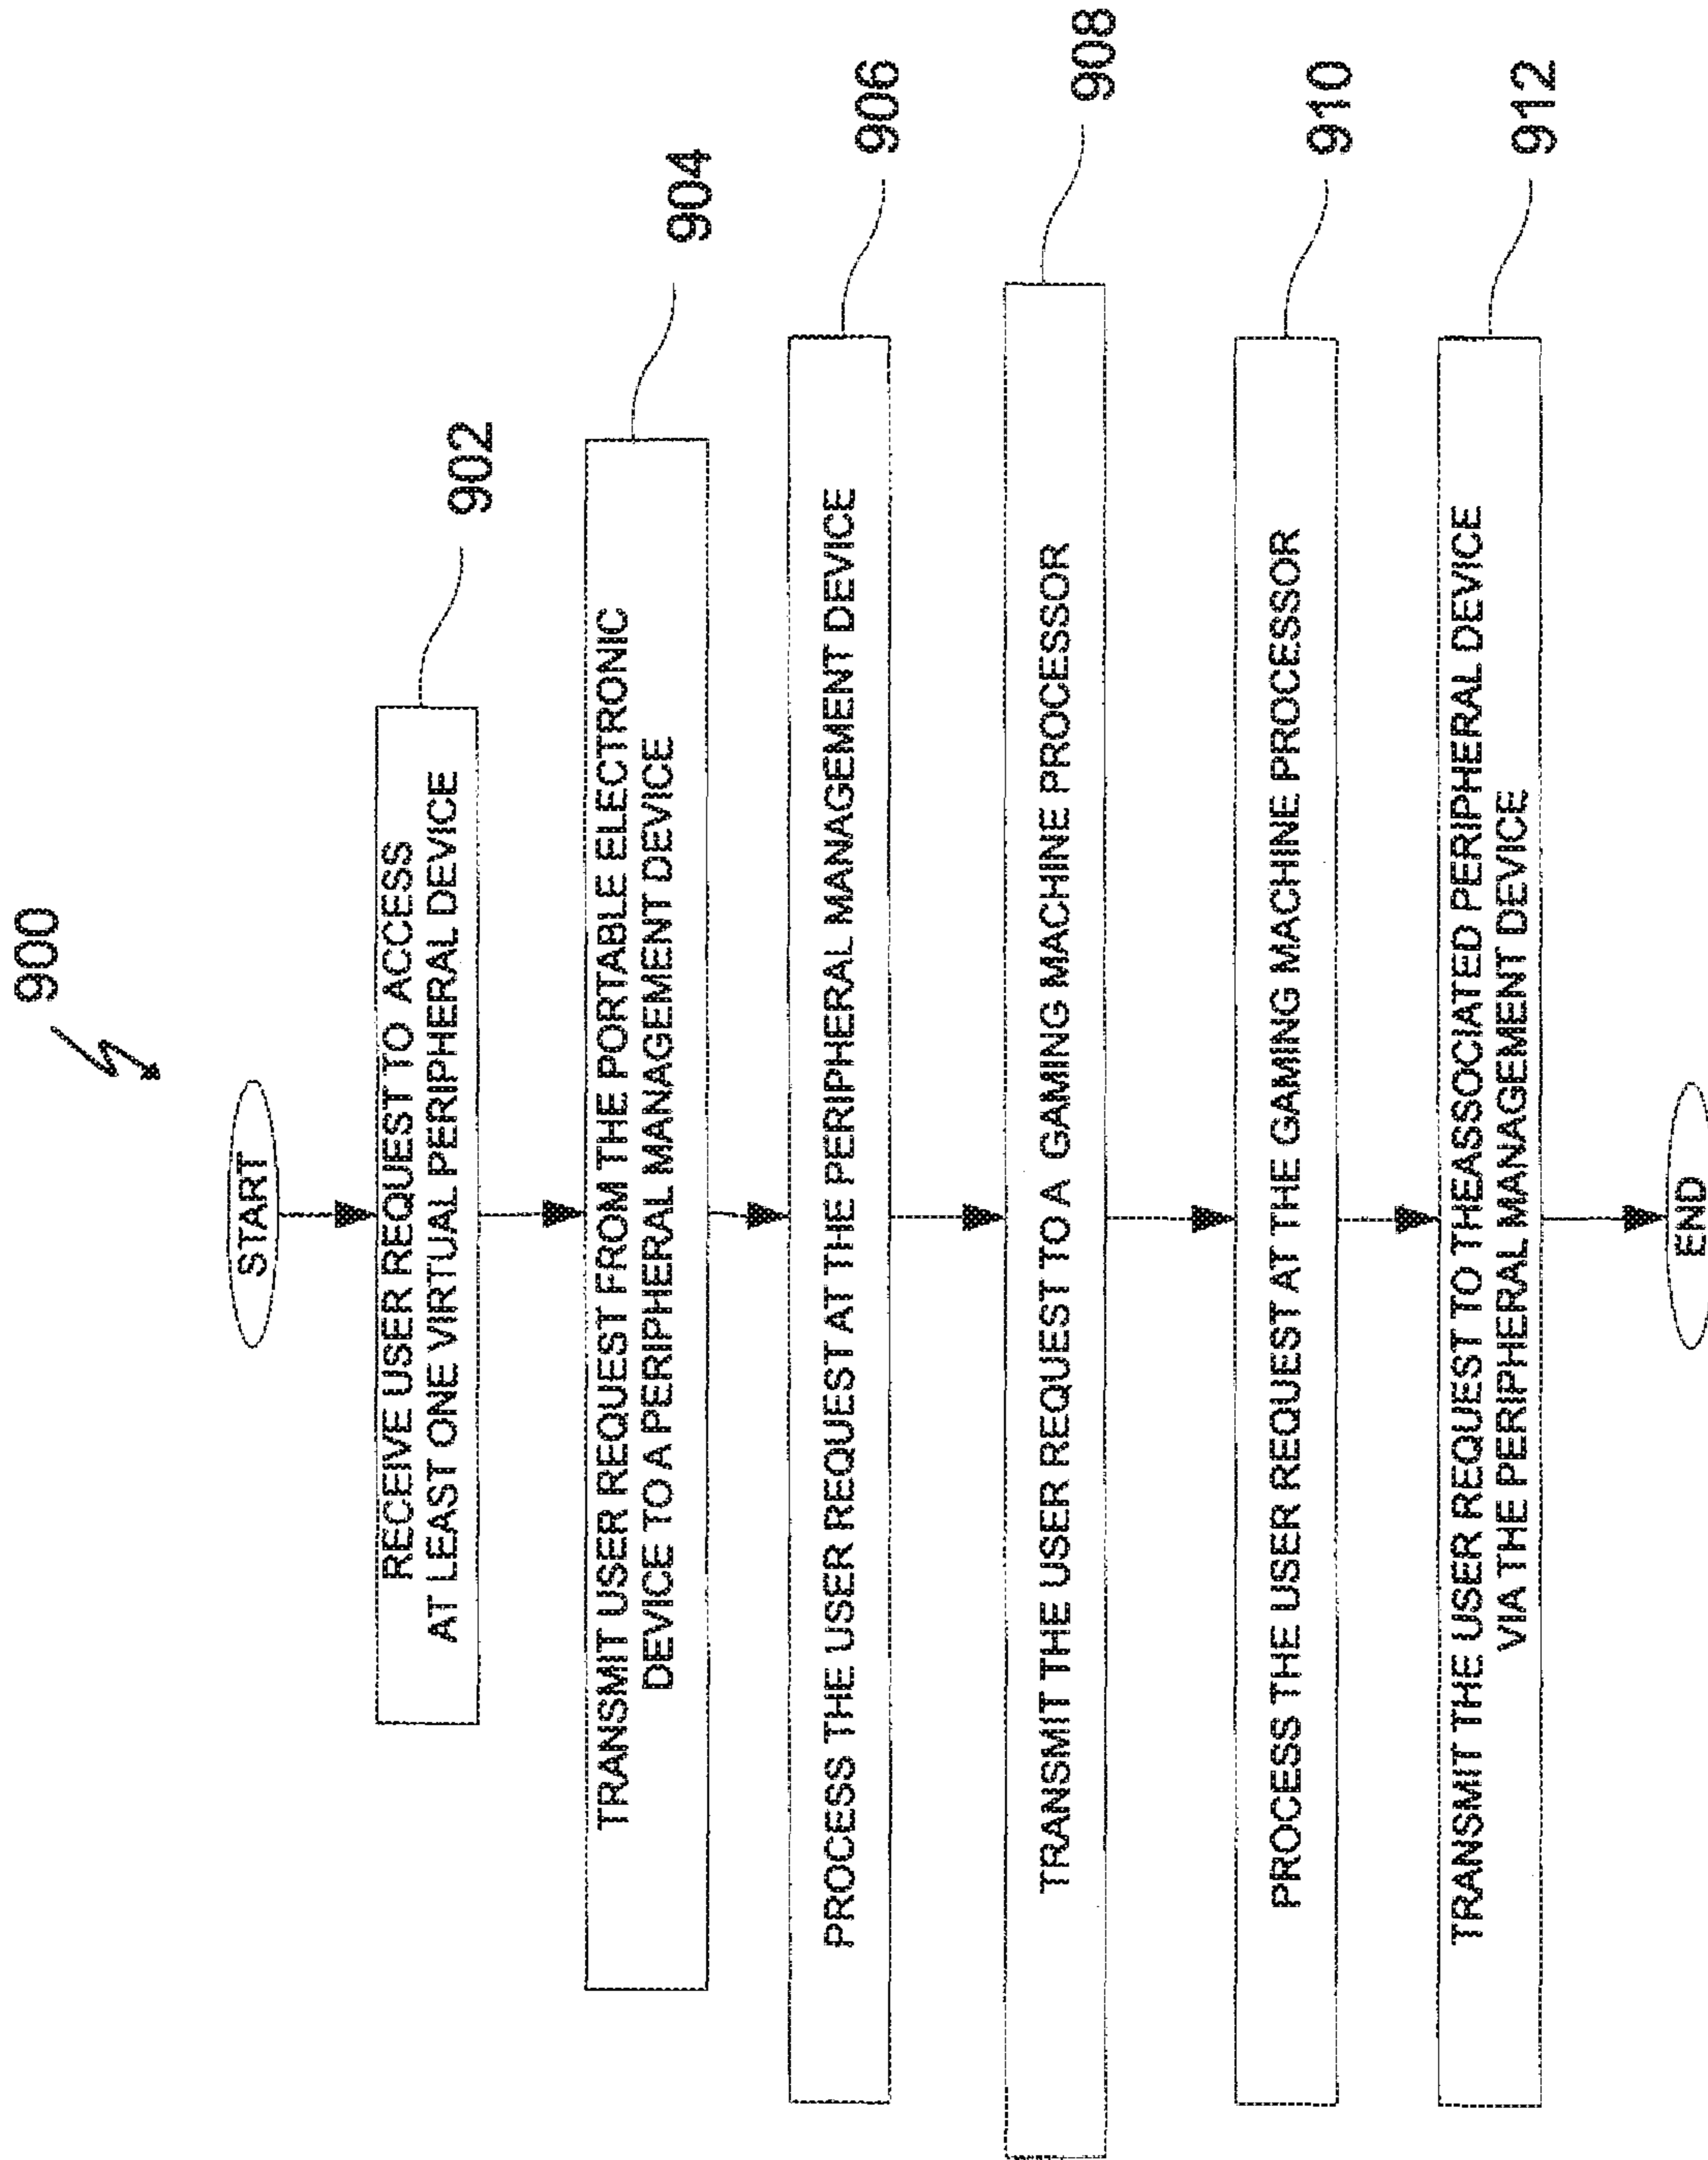 900
START
RECEIVE USER REQUEST TO ACCESS
AT LEAST ONE VIRTUAL PERIPHERAL DEVICE
902
TRANSMIT USER REQUEST FROM THE PORTABLE ELECTRONIC
DEVICE TO A PERIPHERAL MANAGEMENT DEVICE
904
PROCESS THE USER REQUEST AT THE PERIPHERAL MANAGEMENT DEVICE
906
TRANSMIT THE USER REQUEST TO A GAMING MACHINE PROCESSOR
908
PROCESS THE USER REQUEST AT THE GAMING MACHINE PROCESSOR
910
TRANSMIT THE USER REQUEST TO THEASSOCIATED PERIPHERAL DEVICE
VIA THE PERIPHERAL MANAGEMENT DEVICE
912
END